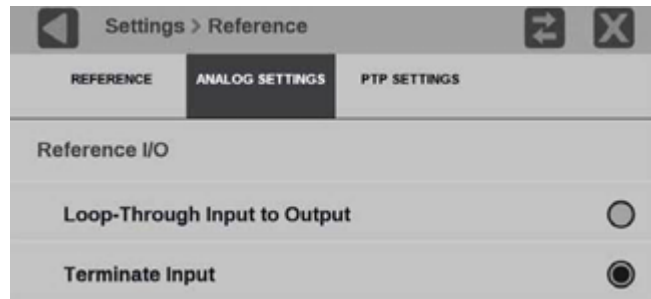 Settings > Reference
REFERENCE ANALOG SETTINGS PTP SETTINGS
Reference I/O
Loop-Through Input to Output
Terminate Input